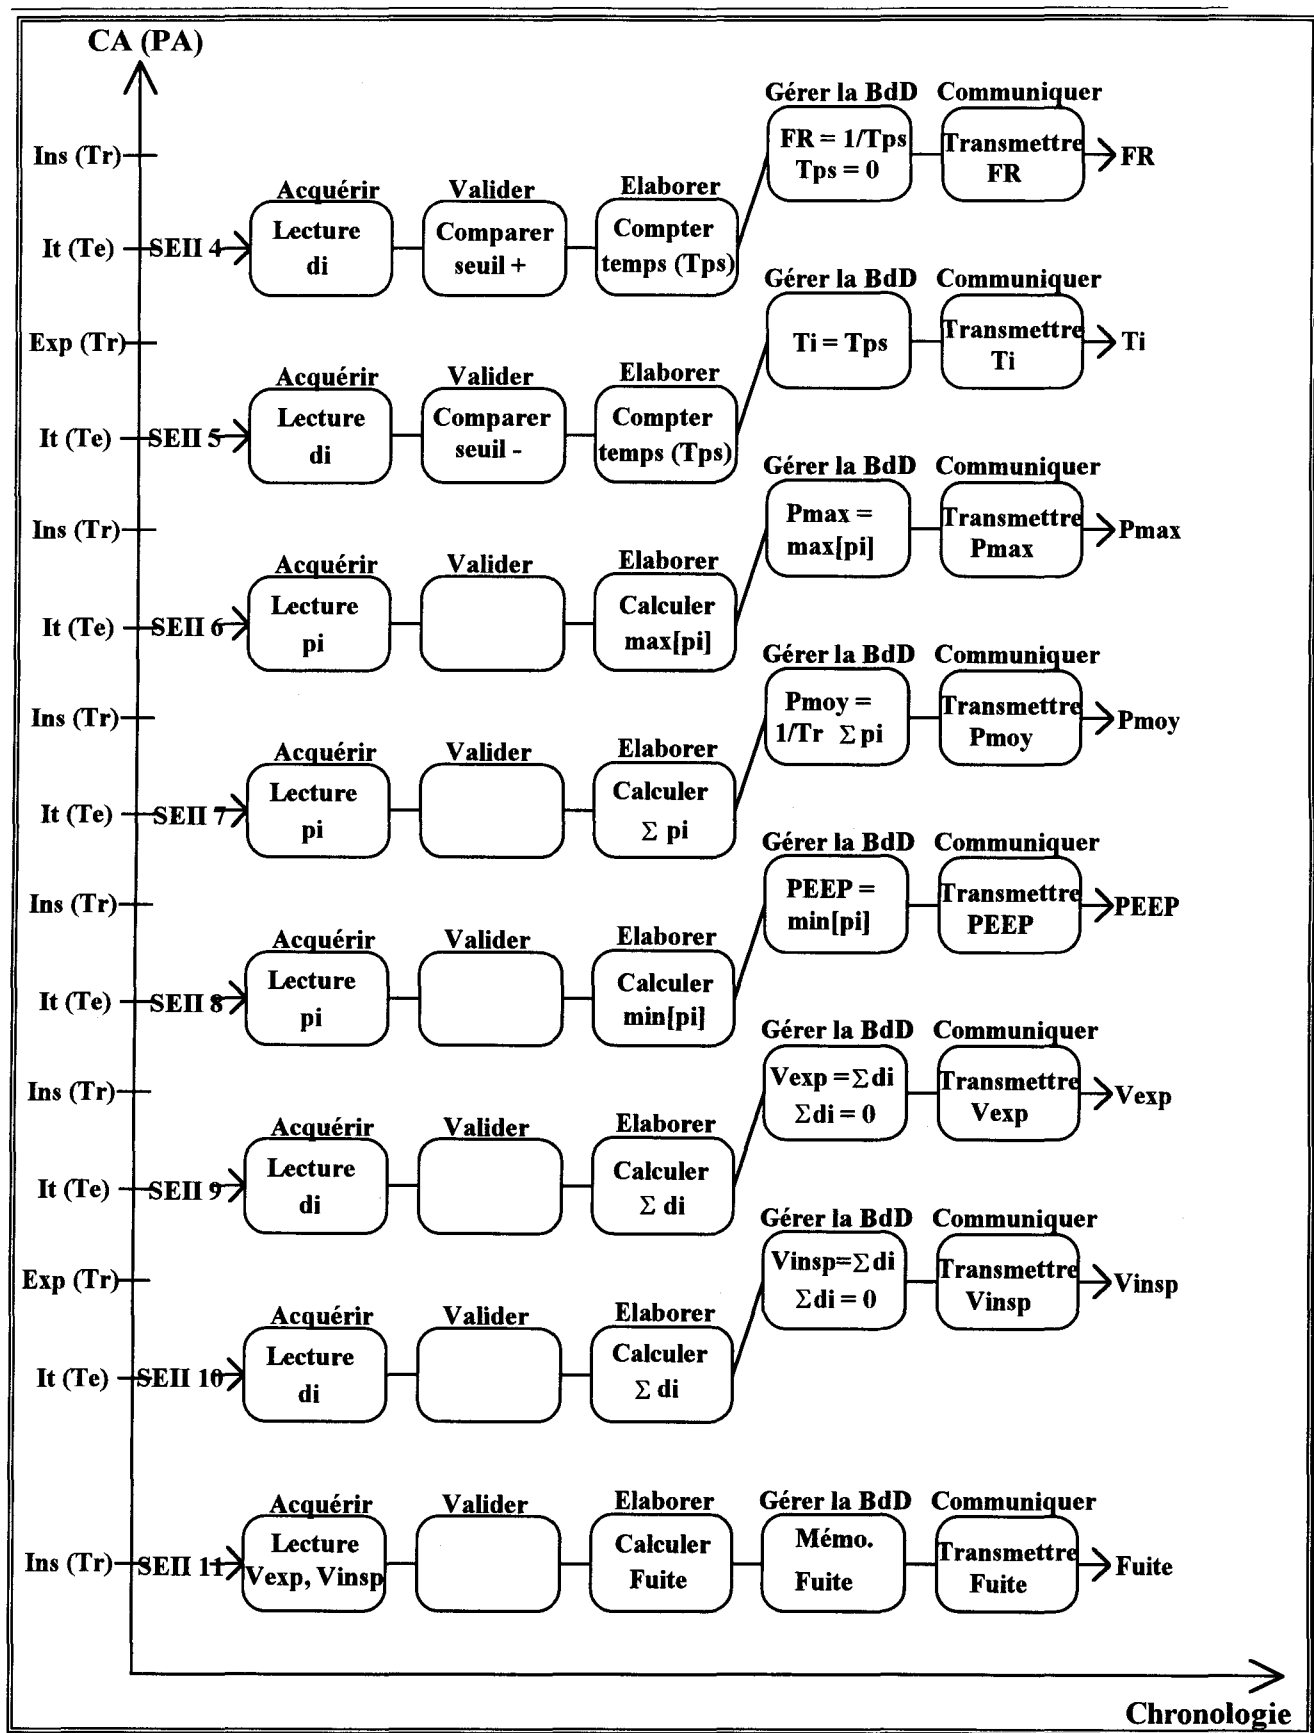 CA (PA)
Gérer la BdD
Communiquer
Ins (Tr)
FR = 1/Tps
Tps = 0
Transmettre
FR
FR
Acquérir
Valider
Elaborer
It (Te)
SEII 4
Lecture
di
Comparer
seuil +
Compter
temps (Tps)
Gérer la BdD
Communiquer
Exp (Tr)
Ti = Tps
Transmettre
Ti
Ti
Acquérir
Valider
Elaborer
It (Te)
SEII 5
Lecture
di
Comparer
seuil -
Compter
temps (Tps)
Gérer la BdD
Communiquer
Ins (Tr)
Pmax =
max[pi]
Transmettre
Pmax
Pmax
Acquérir
Valider
Elaborer
It (Te)
SEII 6
Lecture
pi
Calculer
max[pi]
Gérer la BdD
Communiquer
Ins (Tr)
Pmoy =
1/Tr Σ pi
Transmettre
Pmoy
Pmoy
Acquérir
Valider
Elaborer
It (Te)
SEII 7
Lecture
pi
Calculer
Σ pi
Gérer la BdD
Communiquer
Ins (Tr)
PEEP =
min[pi]
Transmettre
PEEP
PEEP
Acquérir
Valider
Elaborer
It (Te)
SEII 8
Lecture
pi
Calculer
min[pi]
Gérer la BdD
Communiquer
Ins (Tr)
Vexp = Σ di
Σdi = 0
Transmettre
Vexp
Vexp
Acquérir
Valider
Elaborer
It (Te)
SEII 9
Lecture
di
Calculer
Σ di
Gérer la BdD
Communiquer
Exp (Tr)
Vinsp=Σdi
Σdi = 0
Transmettre
Vinsp
Vinsp
Acquérir
Valider
Elaborer
It (Te)
SEII 10
Lecture
di
Calculer
Σ di
Acquérir
Valider
Elaborer
Gérer la BdD
Communiquer
Ins (Tr)
SEII 11
Lecture
Vexp, Vinsp
Calculer
Fuite
Mémo.
Fuite
Transmettre
Fuite
Fuite
Chronologie